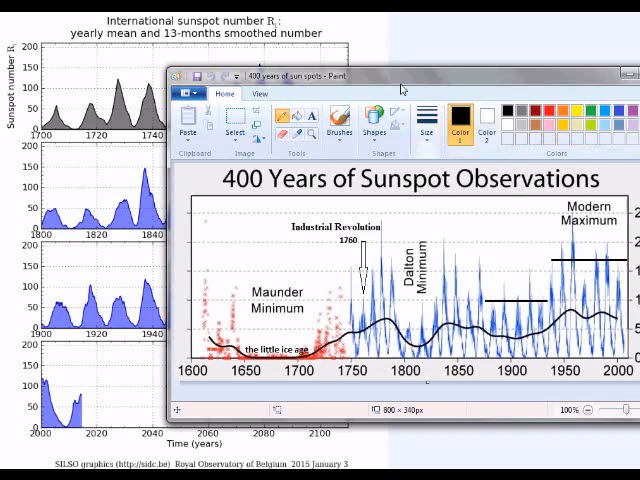 International sunspot number Ri:
yearly mean and 13-months smoothed number
Sunspot number Ri
200
150
100
50
0
1700 1720 1740
200
150
100
50
0
1800 1820 1840
200
150
100
50
0
1900 1920 1940
200
150
100
50
0
2000 2020 2040 2060 2080 2100
Time (years)
SILSO graphics (http://sidc.be) Royal Observatory of Belgium 2015 January 3
400 years of sun spots - Paint
Home View
Paste Select Brushes Shapes Size Color 1 Color 2
Clipboard Image Tools Shapes Colors
400 Years of Sunspot Observations
Modern
Maximum
Industrial Revolution
1760
Dalton
Minimum
Maunder
Minimum
the little ice age
1600 1650 1700 1750 1800 1850 1900 1950 2000
800 × 340px
100%